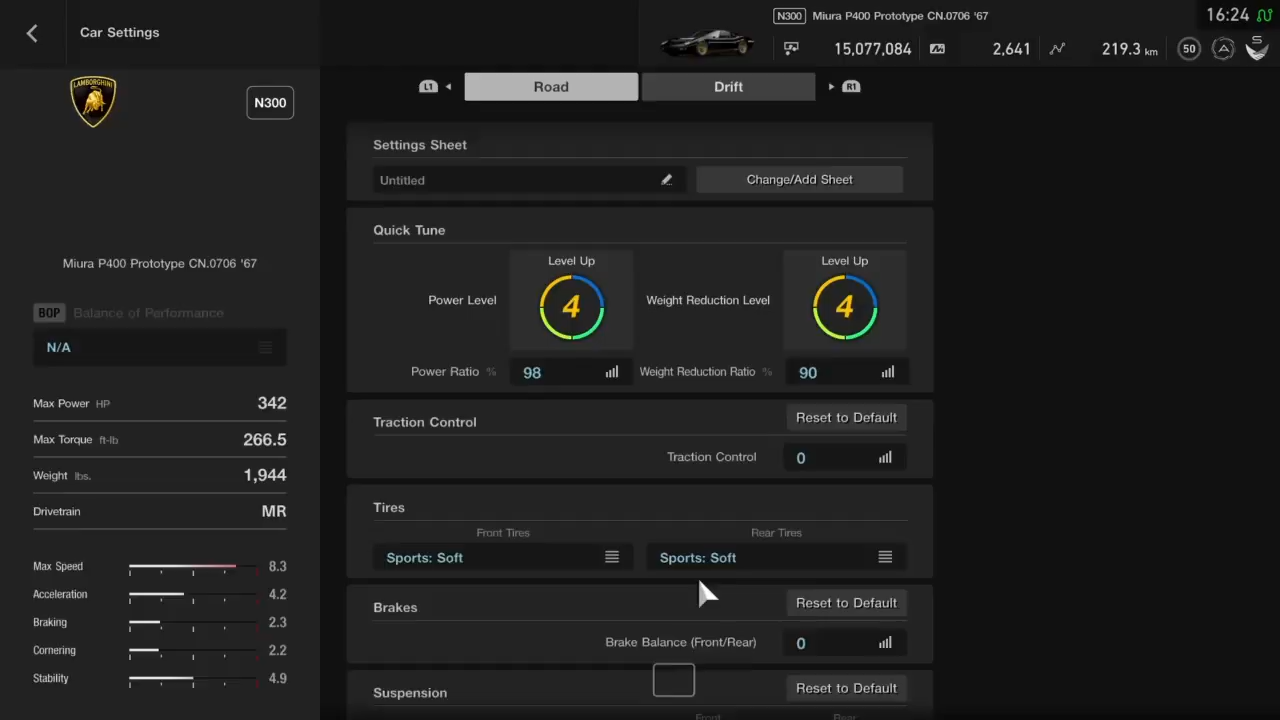 Car Settings
N300 Miura P400 Prototype CN.0706 '67
16:24
15,077,084 2,641 219.3 km 50 A S
LAMBORGHINI
N300
L1 Road Drift R1
Settings Sheet
Untitled Change/Add Sheet
Quick Tune
Miura P400 Prototype CN.0706 '67
Level Up Level Up
Power Level 4 Weight Reduction Level 4
BOP Balance of Performance
N/A
Power Ratio % 98 Weight Reduction Ratio % 90
Max Power HP 342
Max Torque ft-lb 266.5
Weight lbs. 1,944
Drivetrain MR
Traction Control Reset to Default
Traction Control 0
Tires
Front Tires Rear Tires
Sports: Soft Sports: Soft
Max Speed 8.3
Acceleration 4.2
Braking 2.3
Cornering 2.2
Stability 4.9
Brakes Reset to Default
Brake Balance (Front/Rear) 0
Suspension Reset to Default
Front Rear